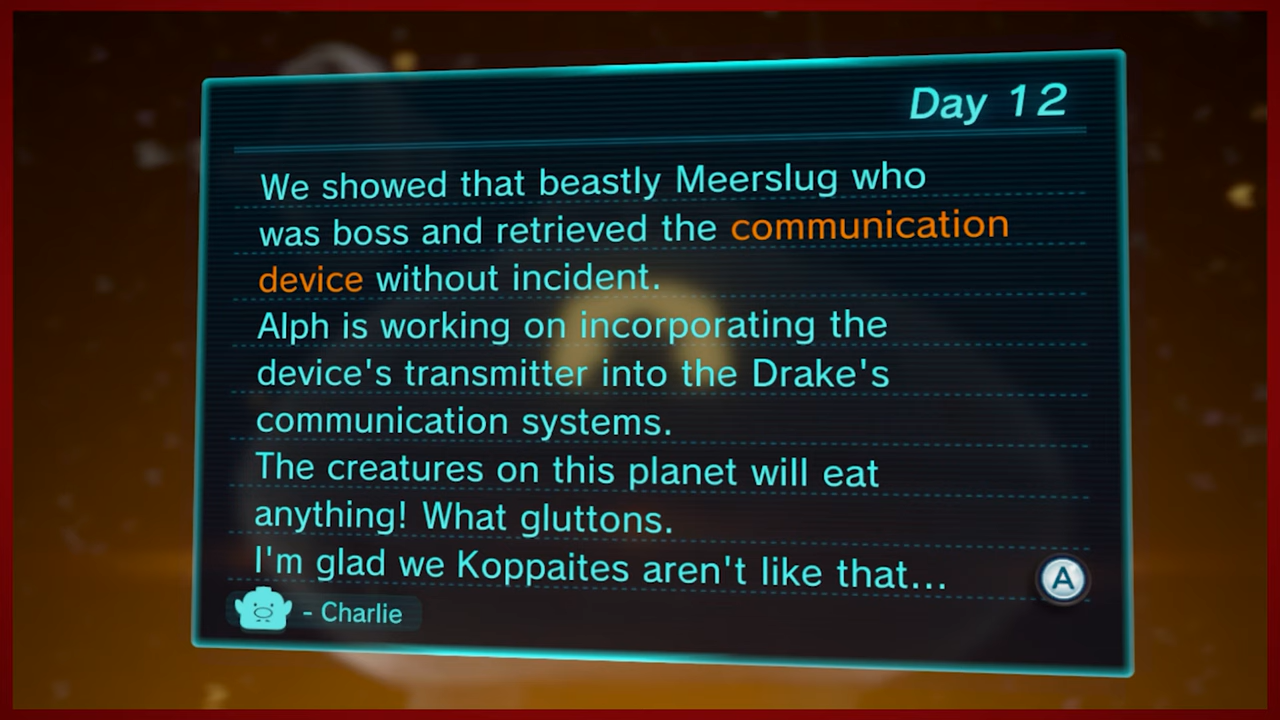 Day 12
We showed that beastly Meerslug who
was boss and retrieved the communication
device without incident.
Alph is working on incorporating the
device's transmitter into the Drake's
communication systems.
The creatures on this planet will eat
anything! What gluttons.
I'm glad we Koppaites aren't like that...
A
- Charlie